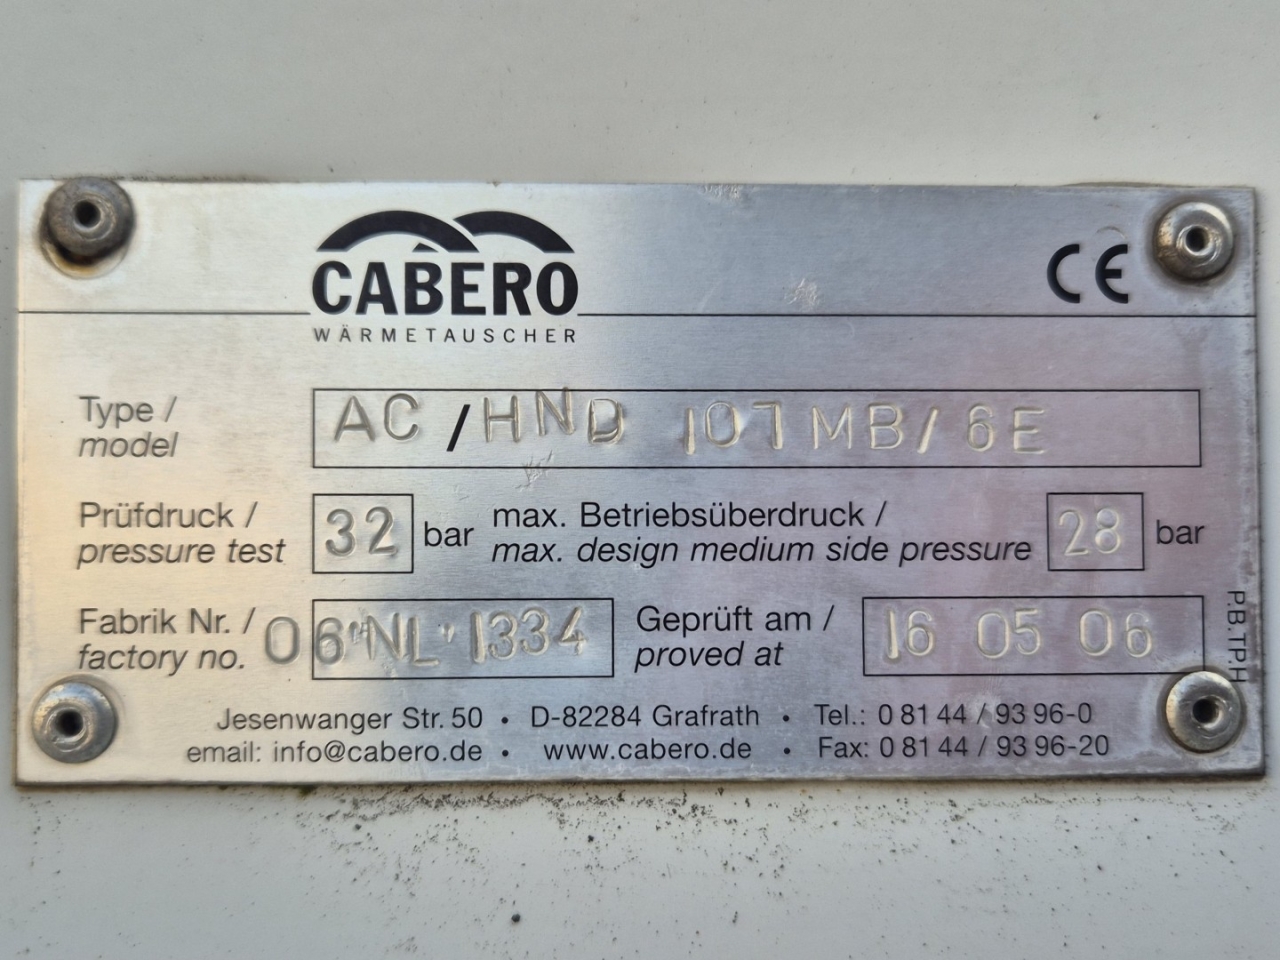 CABERO
WÄRMETAUSCHER
CE
Type /
model
AC / HND 107 MB / 6E
Prüfdruck /
pressure test
32 bar
max. Betriebsüberdruck /
max. design medium side pressure
28 bar
Fabrik Nr. /
factory no.
06"NL" 1334
Geprüft am /
proved at
16 05 06
P.B.TP.H
Jesenwanger Str. 50 • D-82284 Grafrath • Tel.: 0 81 44 / 93 96-0
email: info@cabero.de • www.cabero.de • Fax: 0 81 44 / 93 96-20